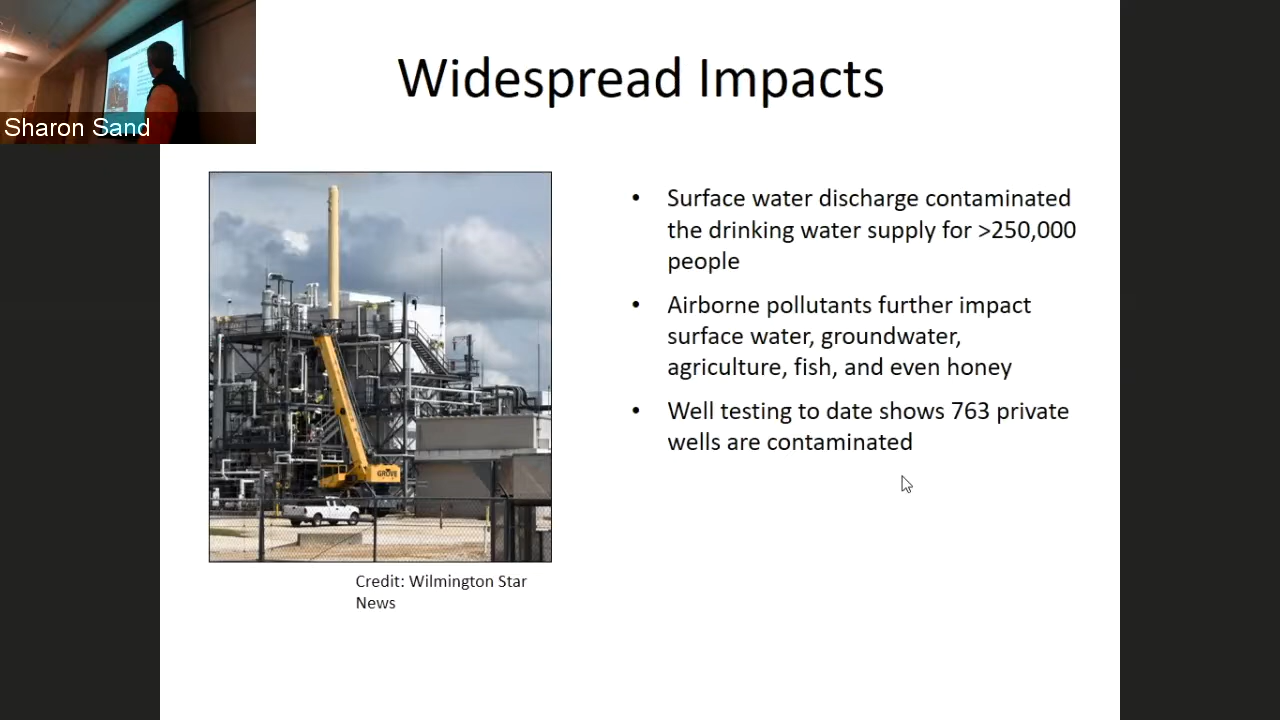 Widespread Impacts
Sharon Sand
• Surface water discharge contaminated
the drinking water supply for >250,000
people
• Airborne pollutants further impact
surface water, groundwater,
agriculture, fish, and even honey
• Well testing to date shows 763 private
wells are contaminated
GROVE
Credit: Wilmington Star
News